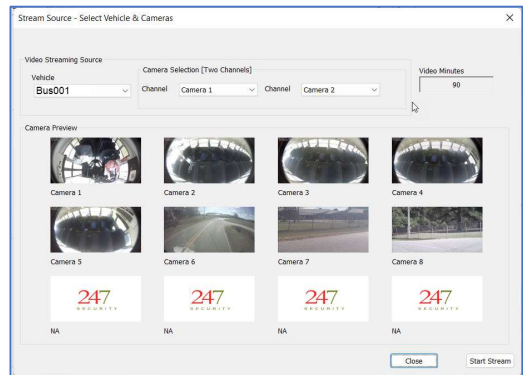 Stream Source - Select Vehicle & Cameras
Video Streaming Source
Vehicle
Bus001
Camera Selection [Two Channels]
Channel Camera 1 Channel Camera 2
Video Minutes
90
Camera Preview
Camera 1 Camera 2 Camera 3 Camera 4
Camera 5 Camera 6 Camera 7 Camera 8
247 247 247 247
SECURITY SECURITY SECURITY SECURITY
NA NA NA NA
Close Start Stream